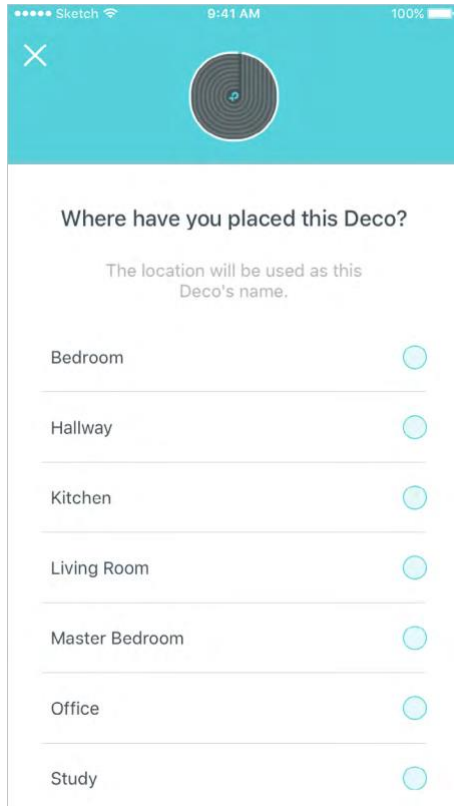 Sketch 9:41 AM 100%
Where have you placed this Deco?
The location will be used as this
Deco's name.
Bedroom
Hallway
Kitchen
Living Room
Master Bedroom
Office
Study